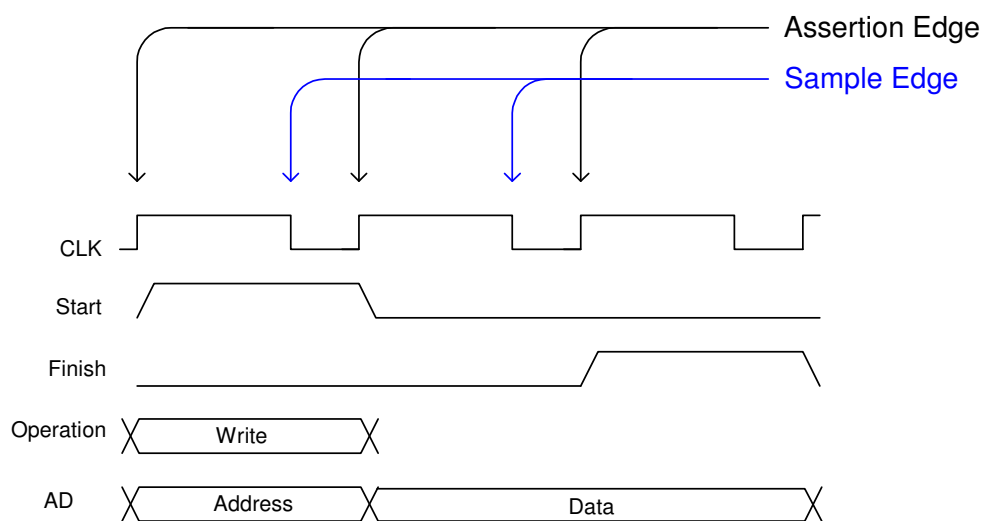 Assertion Edge
Sample Edge
CLK
Start
Finish
Operation
Write
AD
Address
Data